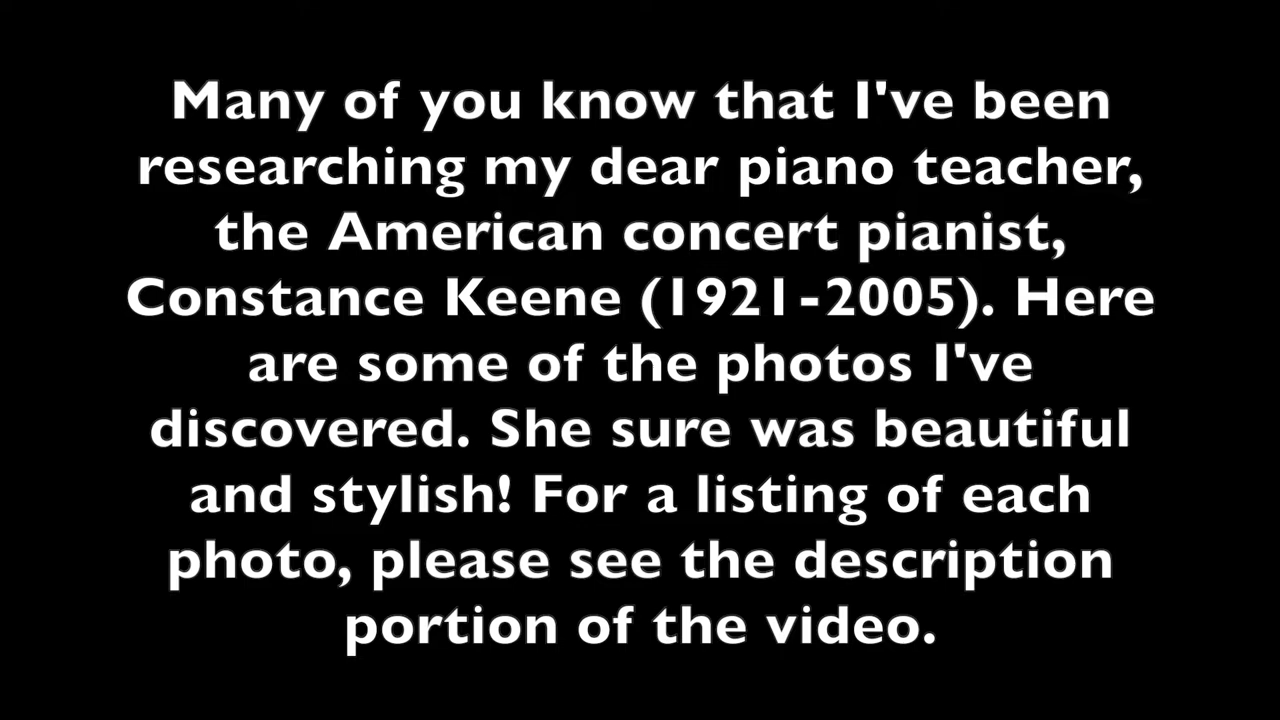 Many of you know that I've been
researching my dear piano teacher,
the American concert pianist,
Constance Keene (1921-2005). Here
are some of the photos I've
discovered. She sure was beautiful
and stylish! For a listing of each
photo, please see the description
portion of the video.